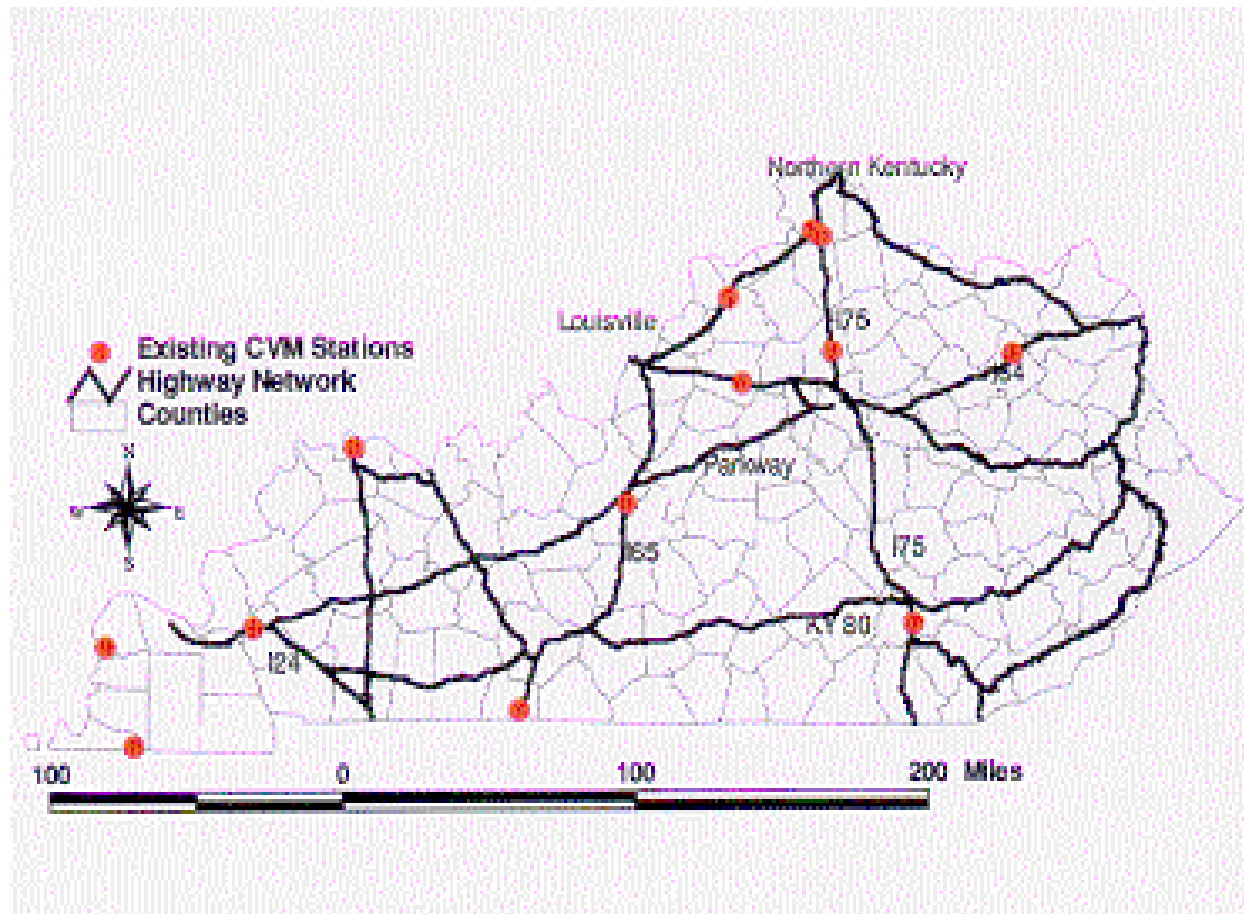 Northern Kentucky
Louisville
I75
Existing CVM Stations
Highway Network
Counties
I64
N
W
E
S
Parkway
I65
I75
KY 80
I24
100
0
100
200 Miles